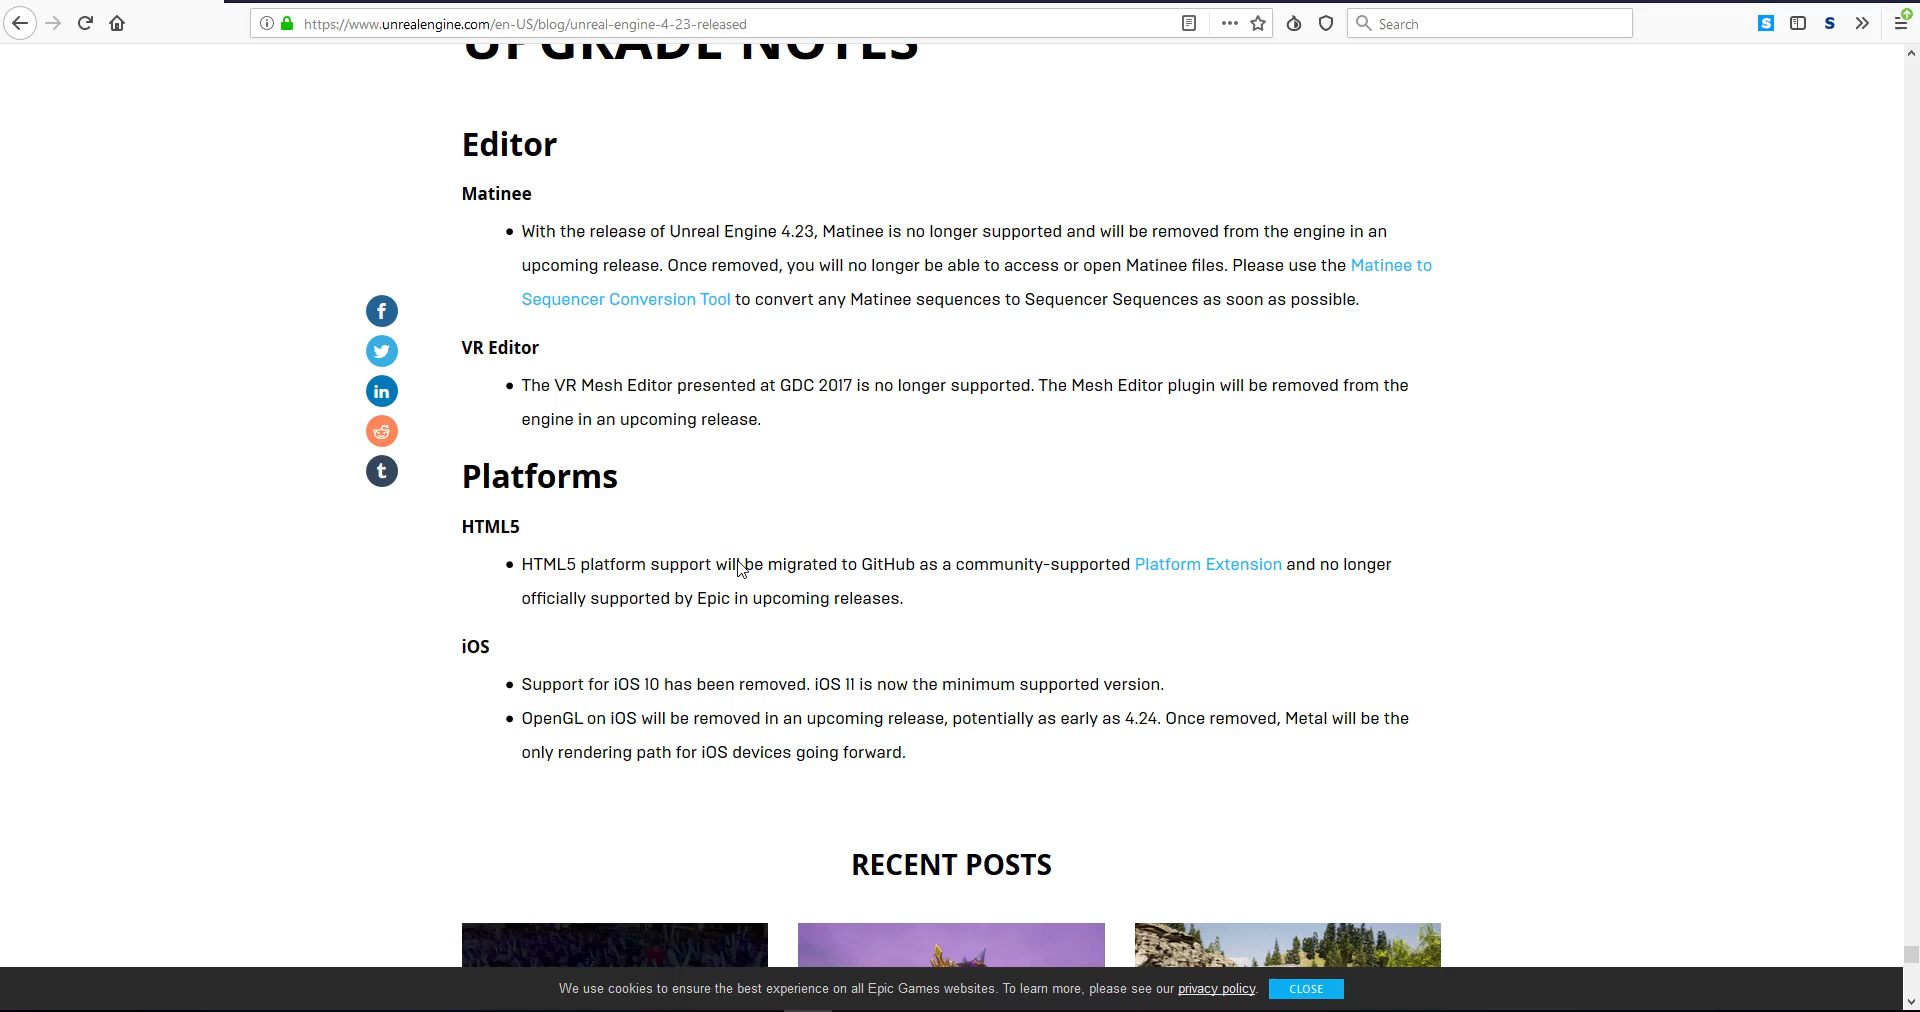 https://www.unrealengine.com/en-US/blog/unreal-engine-4-23-released
Search
S
S
UPGRADE NOTES
Editor
Matinee
With the release of Unreal Engine 4.23, Matinee is no longer supported and will be removed from the engine in an
upcoming release. Once removed, you will no longer be able to access or open Matinee files. Please use the Matinee to
Sequencer Conversion Tool to convert any Matinee sequences to Sequencer Sequences as soon as possible.
VR Editor
The VR Mesh Editor presented at GDC 2017 is no longer supported. The Mesh Editor plugin will be removed from the
engine in an upcoming release.
f
in
t
Platforms
HTML5
HTML5 platform support will be migrated to GitHub as a community-supported Platform Extension and no longer
officially supported by Epic in upcoming releases.
iOS
Support for iOS 10 has been removed. iOS 11 is now the minimum supported version.
OpenGL on iOS will be removed in an upcoming release, potentially as early as 4.24. Once removed, Metal will be the
only rendering path for iOS devices going forward.
RECENT POSTS
We use cookies to ensure the best experience on all Epic Games websites. To learn more, please see our privacy policy.
CLOSE